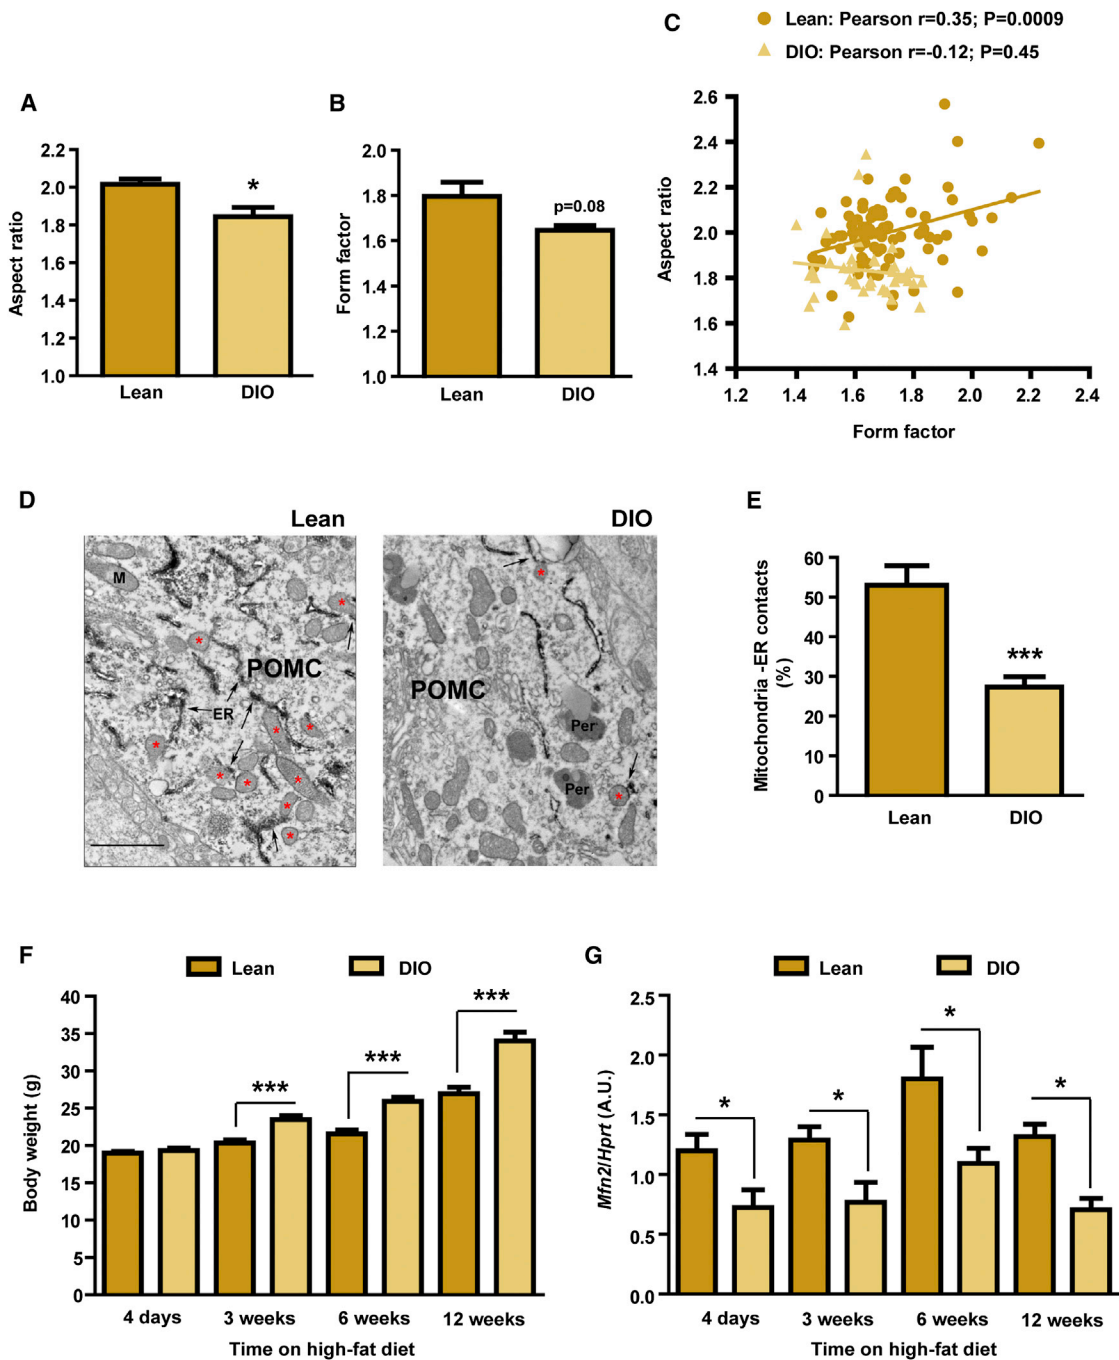 C
Lean: Pearson r=0.35; P=0.0009
DIO: Pearson r=-0.12; P=0.45
A
Aspect ratio
2.2
2.0
1.8
1.6
1.4
1.2
1.0
*
Lean
DIO
B
Form factor
2.0
1.8
1.6
1.4
1.8
1.2
1.0
p=0.08
Lean
DIO
Aspect ratio
2.6
2.4
2.2
2.0
1.8
1.6
1.4
1.2
1.4
1.6
1.8
2.0
2.2
2.4
Form factor
D
Lean
M
*
*
POMC
ER
*
*
*
*
*
*
*
*
DIO
*
POMC
Per
Per
*
E
Mitochondria -ER contacts
(%)
60
50
40
30
20
10
0
***
Lean
DIO
F
Lean
DIO
Body weight (g)
40
35
30
25
20
15
10
5
0
***
***
***
4 days
3 weeks
6 weeks
12 weeks
Time on high-fat diet
G
Lean
DIO
Mfn2/Hprt (A.U.)
2.5
2.0
1.5
1.0
0.5
0.0
*
*
*
*
4 days
3 weeks
6 weeks
12 weeks
Time on high-fat diet